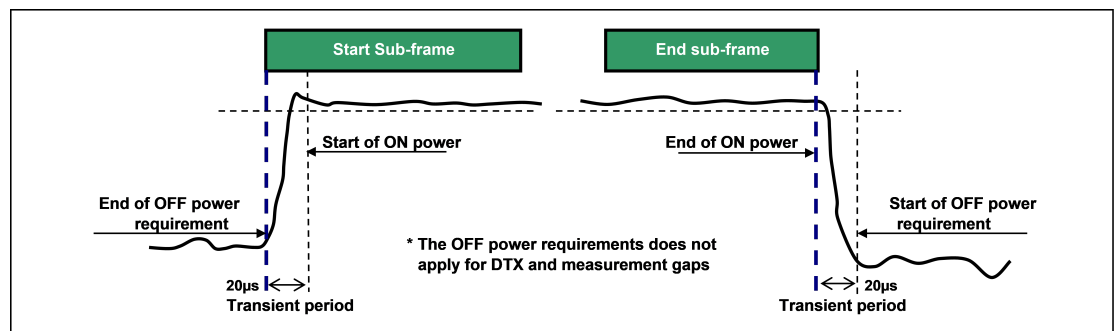 Start Sub-frame
End sub-frame
Start of ON power
End of ON power
End of OFF power
requirement
Start of OFF power
requirement
* The OFF power requirements does not
apply for DTX and measurement gaps
20µs
Transient period
20µs
Transient period